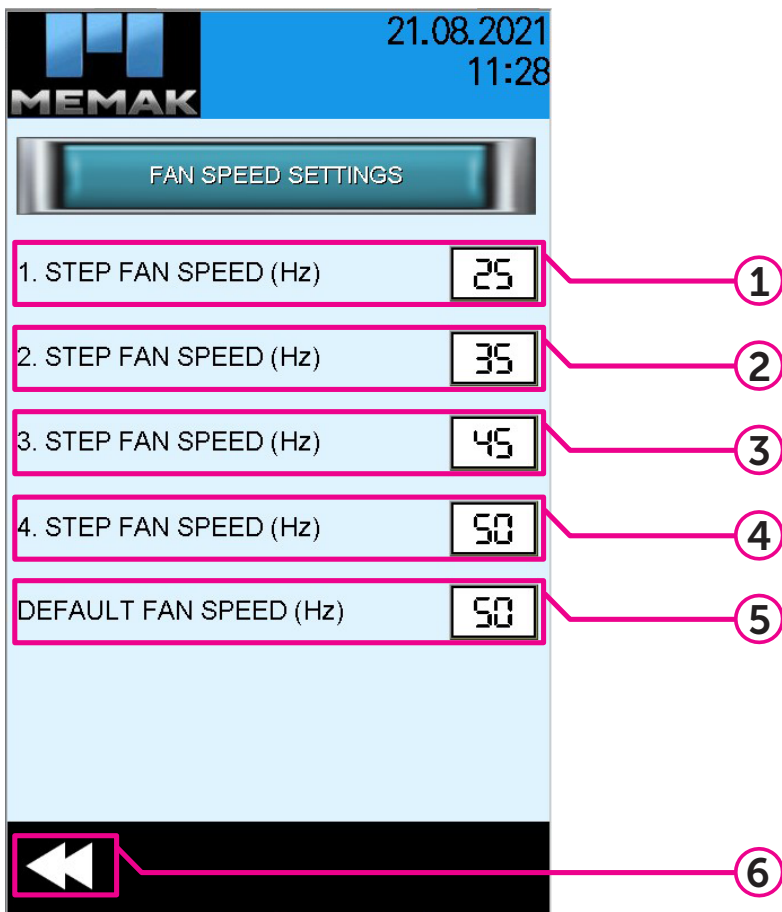 MEMAK
21.08.2021
11:28
FAN SPEED SETTINGS
1. STEP FAN SPEED (Hz) 25 1
2. STEP FAN SPEED (Hz) 35 2
3. STEP FAN SPEED (Hz) 45 3
4. STEP FAN SPEED (Hz) 50 4
DEFAULT FAN SPEED (Hz) 50 5
6